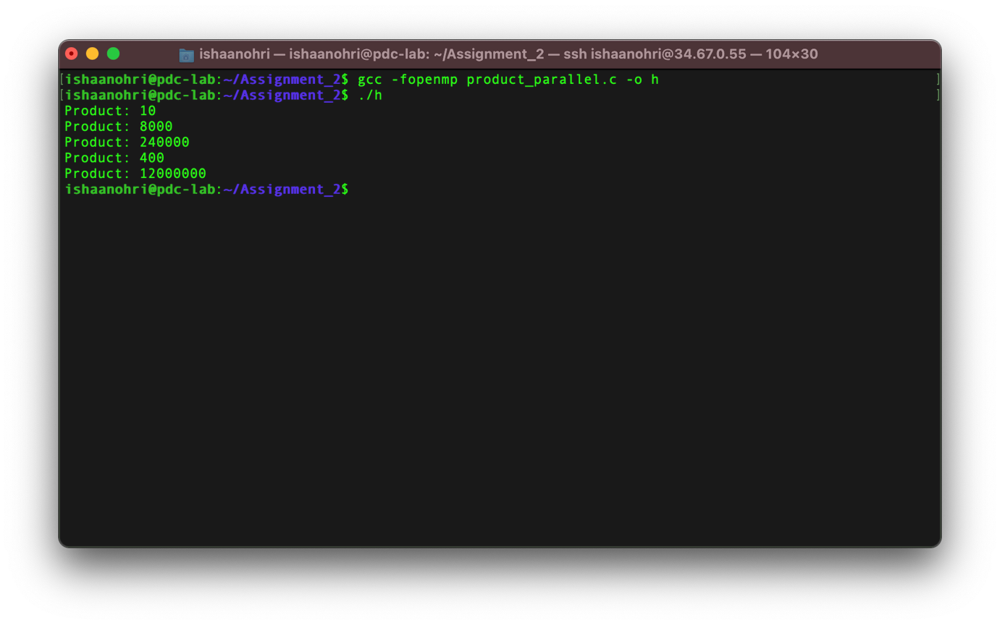 ishaanohri — ishaanohri@pdc-lab: ~/Assignment_2 — ssh ishaanohri@34.67.0.55 — 104×30
[ishaanohri@pdc-lab:~/Assignment_2$ gcc -fopenmp product_parallel.c -o h ]
[ishaanohri@pdc-lab:~/Assignment_2$ ./h ]
Product: 10
Product: 8000
Product: 240000
Product: 400
Product: 12000000
ishaanohri@pdc-lab:~/Assignment_2$